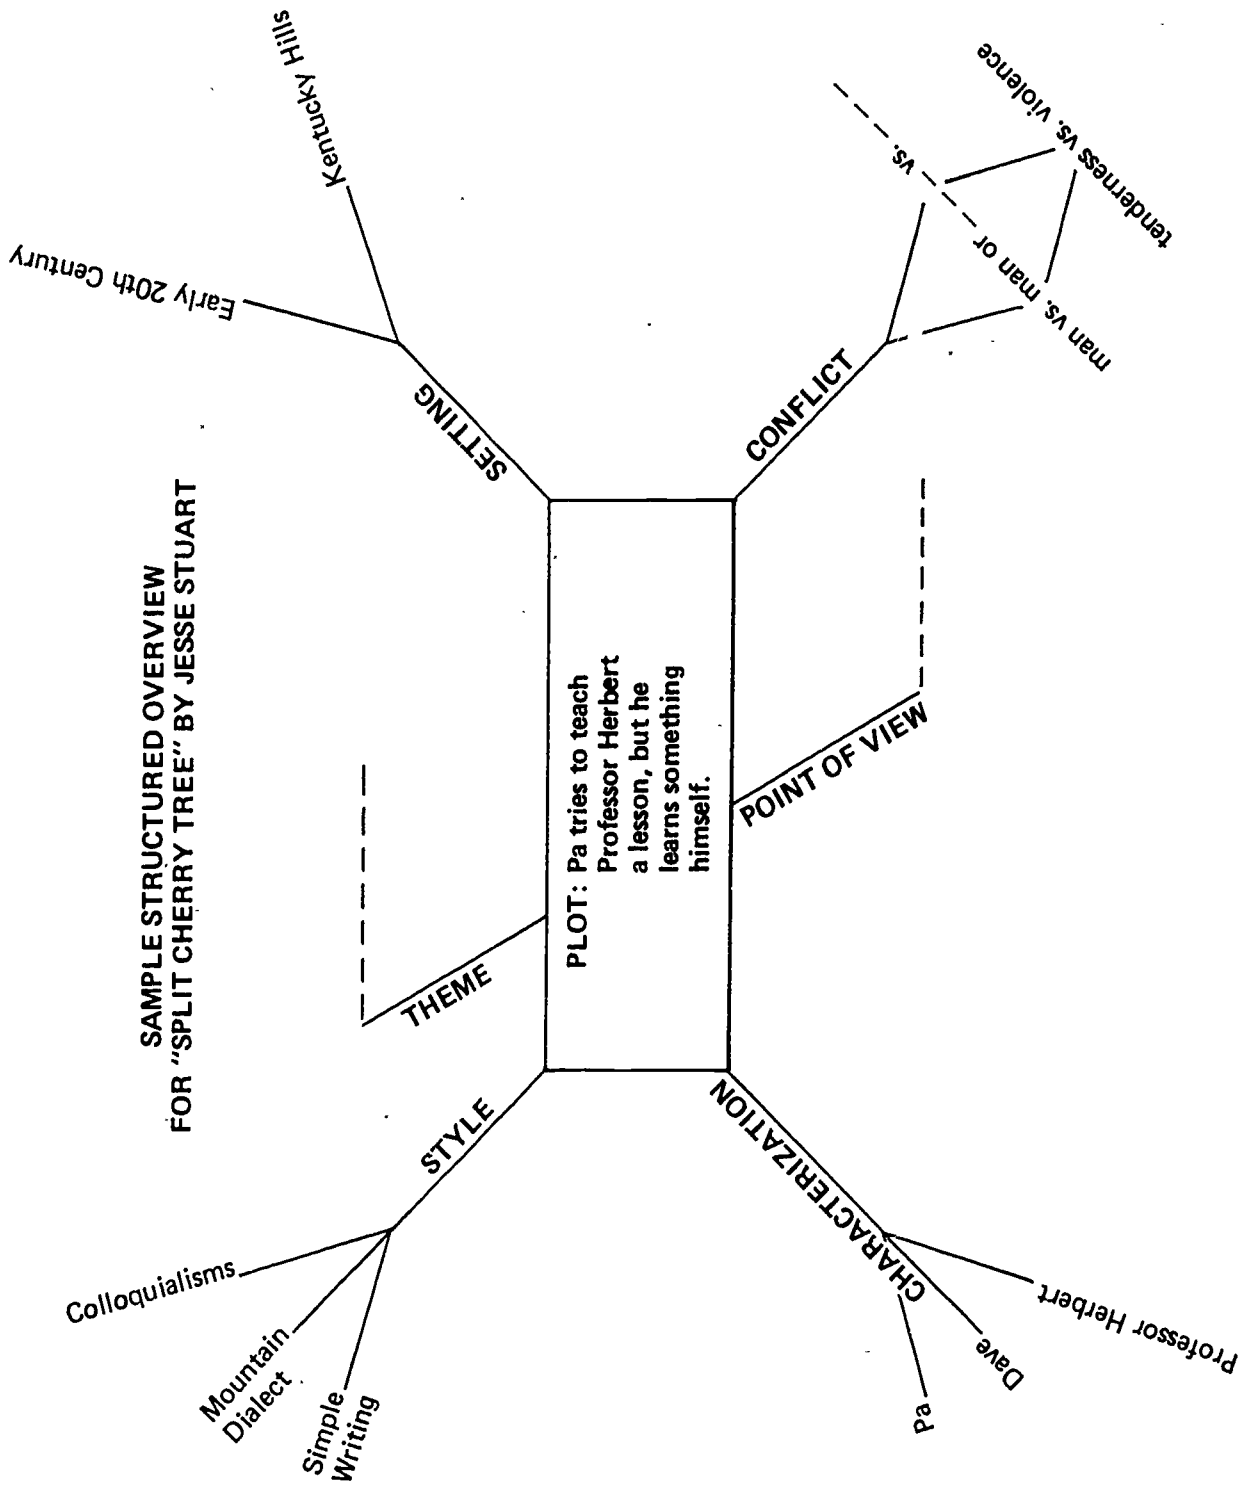 SAMPLE STRUCTURED OVERVIEW
FOR "SPLIT CHERRY TREE" BY JESSE STUART
STYLE
Colloquialisms
Mountain
Dialect
Simple
Writing
THEME
SETTING
Early 20th Century
Kentucky Hills
PLOT: Pa tries to teach
Professor Herbert
a lesson, but he
learns something
himself.
CHARACTERIZATION
Pa
Dave
Professor Herbert
POINT OF VIEW
CONFLICT
man vs. man or
vs.
tenderness vs. violence